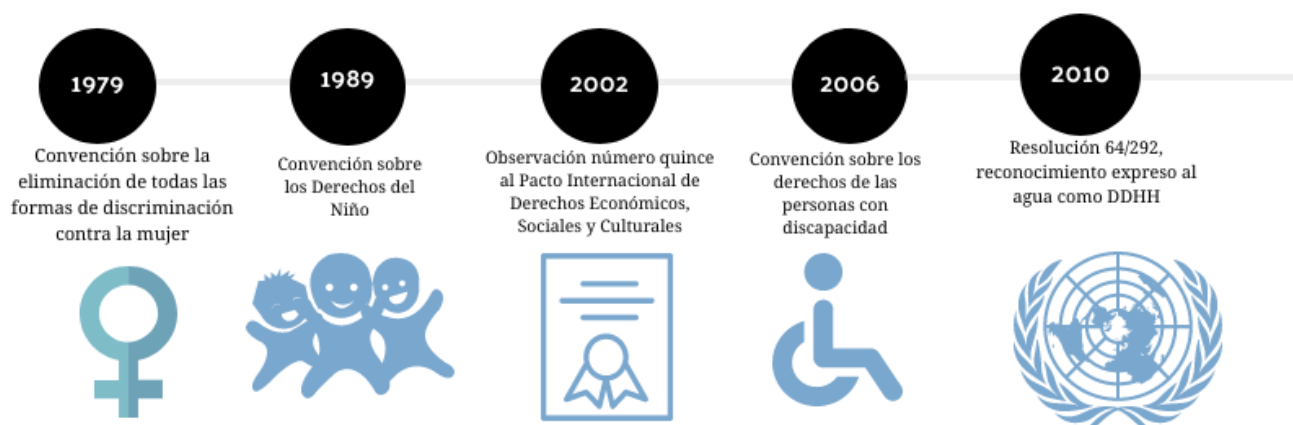 1979
Convención sobre la
eliminación de todas las
formas de discriminación
contra la mujer
1989
Convención sobre
los Derechos del
Niño
2002
Observación número quince
al Pacto Internacional de
Derechos Económicos,
Sociales y Culturales
2006
Convención sobre los
derechos de las
personas con
discapacidad
2010
Resolución 64/292,
reconocimiento expreso al
agua como DDHH